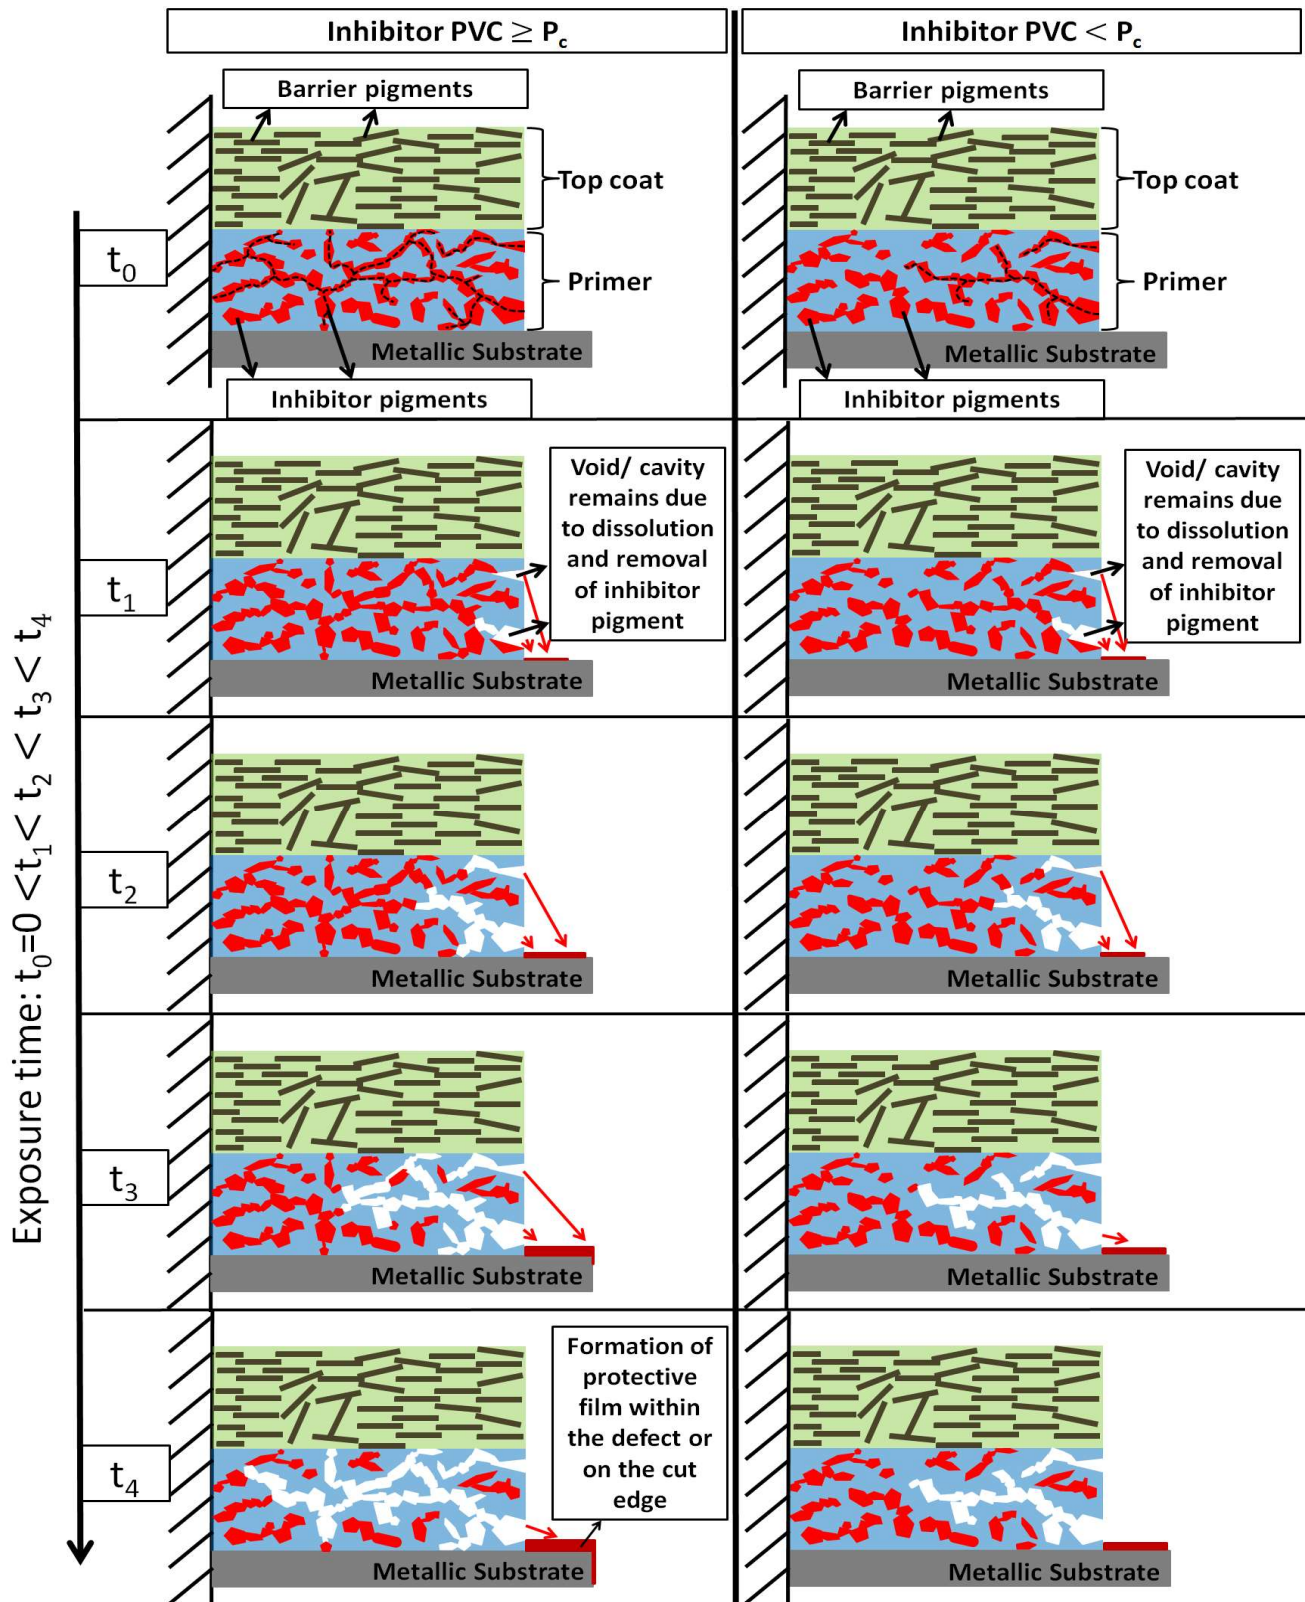 Inhibitor PVC ≥ Pc
Inhibitor PVC < Pc
Barrier pigments
Barrier pigments
Top coat
Top coat
t0
Primer
Primer
Metallic Substrate
Metallic Substrate
Inhibitor pigments
Inhibitor pigments
Exposure time: t0=0 <t1< t2 < t3 < t4
t1
Void/ cavity
remains due
to dissolution
and removal
of inhibitor
pigment
Void/ cavity
remains due
to dissolution
and removal
of inhibitor
pigment
Metallic Substrate
Metallic Substrate
t2
Metallic Substrate
Metallic Substrate
t3
Metallic Substrate
Metallic Substrate
t4
Formation of
protective
film within
the defect or
on the cut
edge
Metallic Substrate
Metallic Substrate